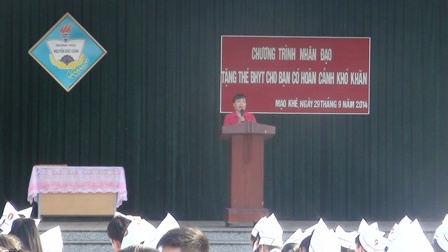 CHƯƠNG TRÌNH NHÂN ĐẠO
TẶNG THẺ BHYT CHO BẠN CÓ HOÀN CẢNH KHÓ KHĂN
MẠO KHÊ, NGÀY 29 THÁNG 9 NĂM 2014